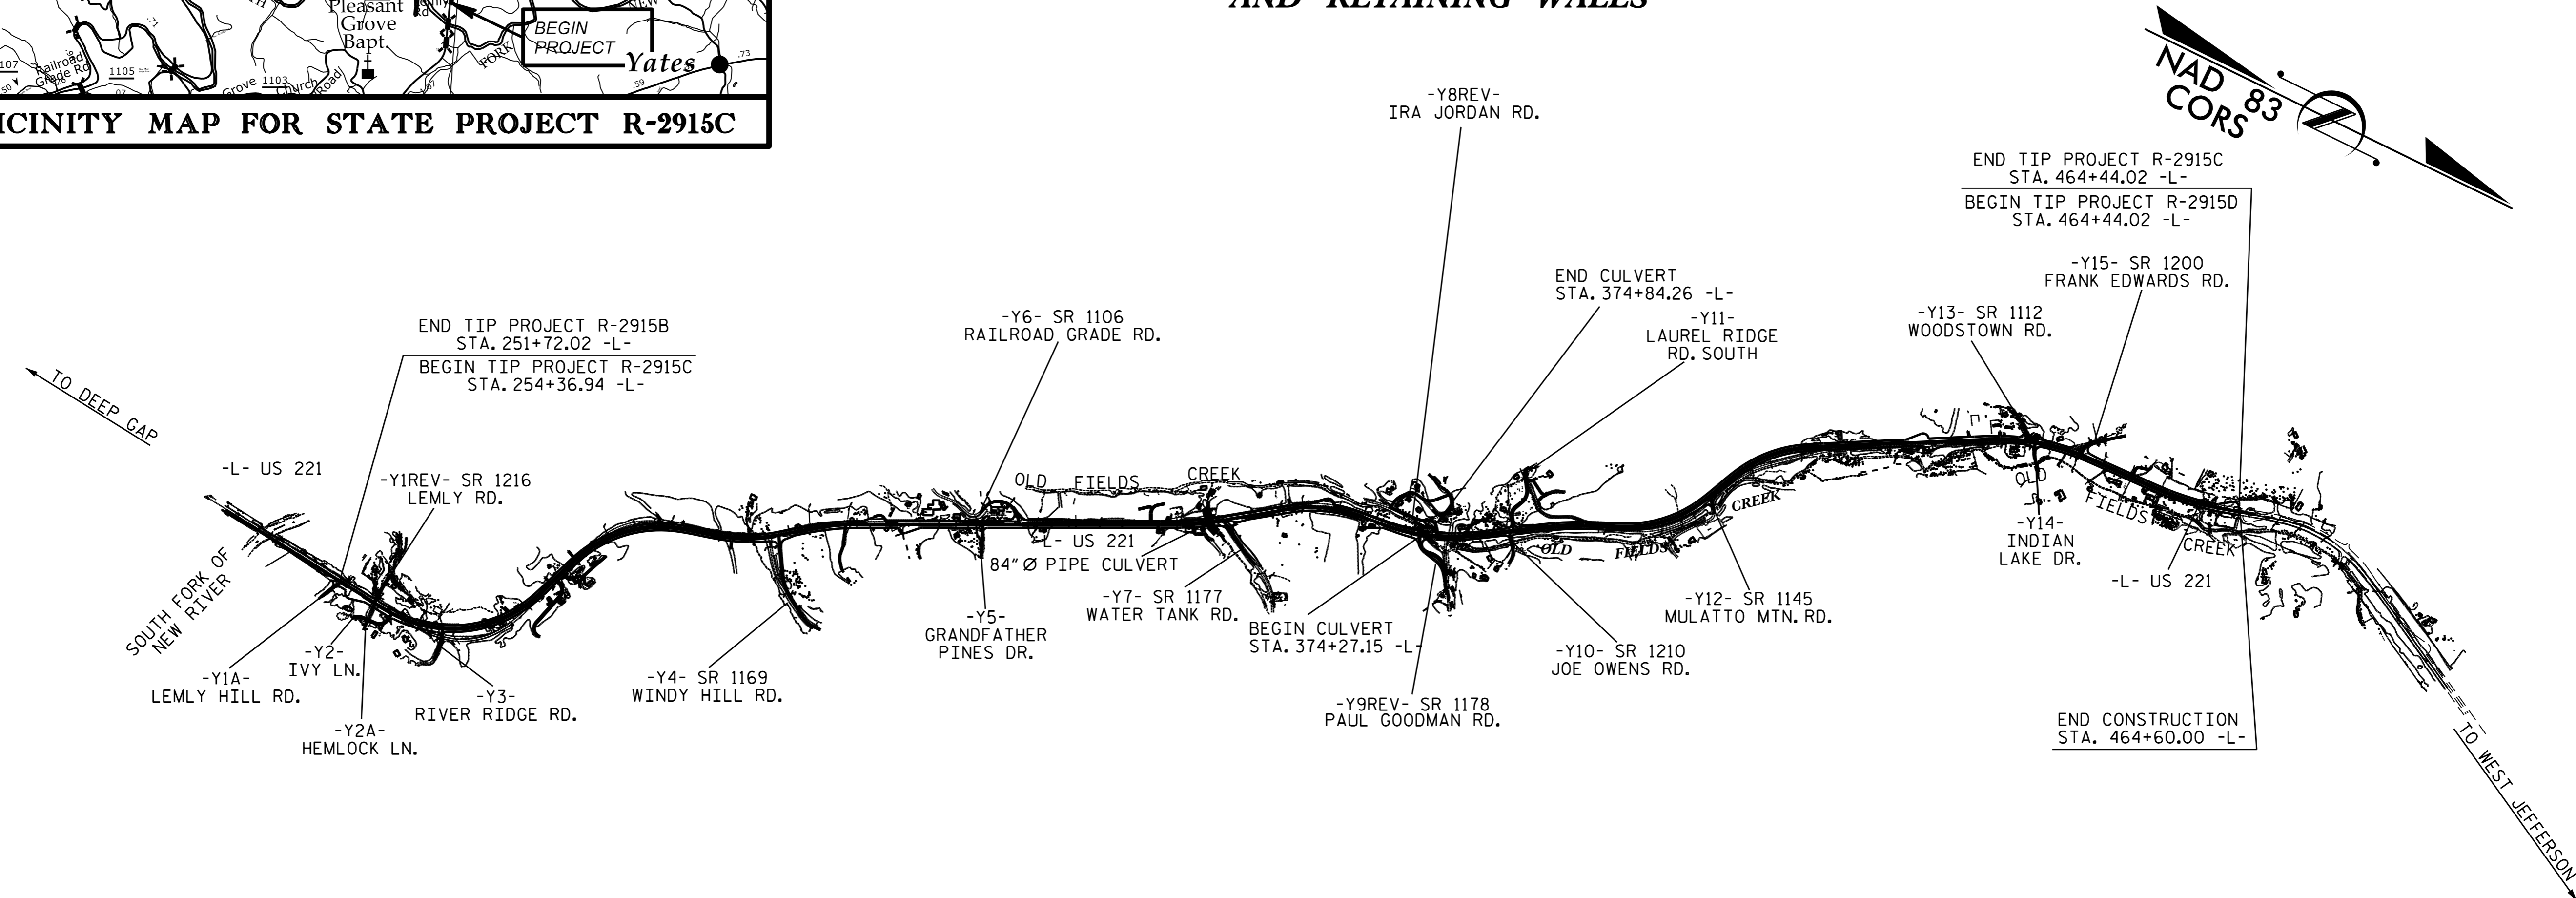 AND RETAINING WALLS
Pleasant
Grove
Bapt.
Rd
BEGIN
PROJECT
Yates
.73
.71
107
Railroad
Grade Rd
1105
50
07
Grove
1103
Church
Road
FORK
.59
VICINITY MAP FOR STATE PROJECT R-2915C
NAD 83
CORS
-Y8REV-
IRA JORDAN RD.
END TIP PROJECT R-2915C
STA. 464+44.02 -L-
BEGIN TIP PROJECT R-2915D
STA. 464+44.02 -L-
-Y15- SR 1200
FRANK EDWARDS RD.
END CULVERT
STA. 374+84.26 -L-
-Y13- SR 1112
WOODSTOWN RD.
-Y11-
LAUREL RIDGE
RD. SOUTH
-Y6- SR 1106
RAILROAD GRADE RD.
END TIP PROJECT R-2915B
STA. 251+72.02 -L-
BEGIN TIP PROJECT R-2915C
STA. 254+36.94 -L-
TO DEEP GAP
-L- US 221
-Y1REV- SR 1216
LEMLY RD.
OLD FIELDS CREEK
OLD FIELDS CREEK
OLD FIELDS CREEK
-L- US 221
84" Ø PIPE CULVERT
-Y14-
INDIAN
LAKE DR.
-L- US 221
SOUTH FORK OF
NEW RIVER
-Y7- SR 1177
WATER TANK RD.
-Y12- SR 1145
MULATTO MTN. RD.
-Y5-
GRANDFATHER
PINES DR.
BEGIN CULVERT
STA. 374+27.15 -L-
-Y10- SR 1210
JOE OWENS RD.
-Y2-
IVY LN.
-Y1A-
LEMLY HILL RD.
-Y3-
RIVER RIDGE RD.
-Y4- SR 1169
WINDY HILL RD.
-Y9REV- SR 1178
PAUL GOODMAN RD.
-Y2A-
HEMLOCK LN.
END CONSTRUCTION
STA. 464+60.00 -L-
TO WEST JEFFERSON